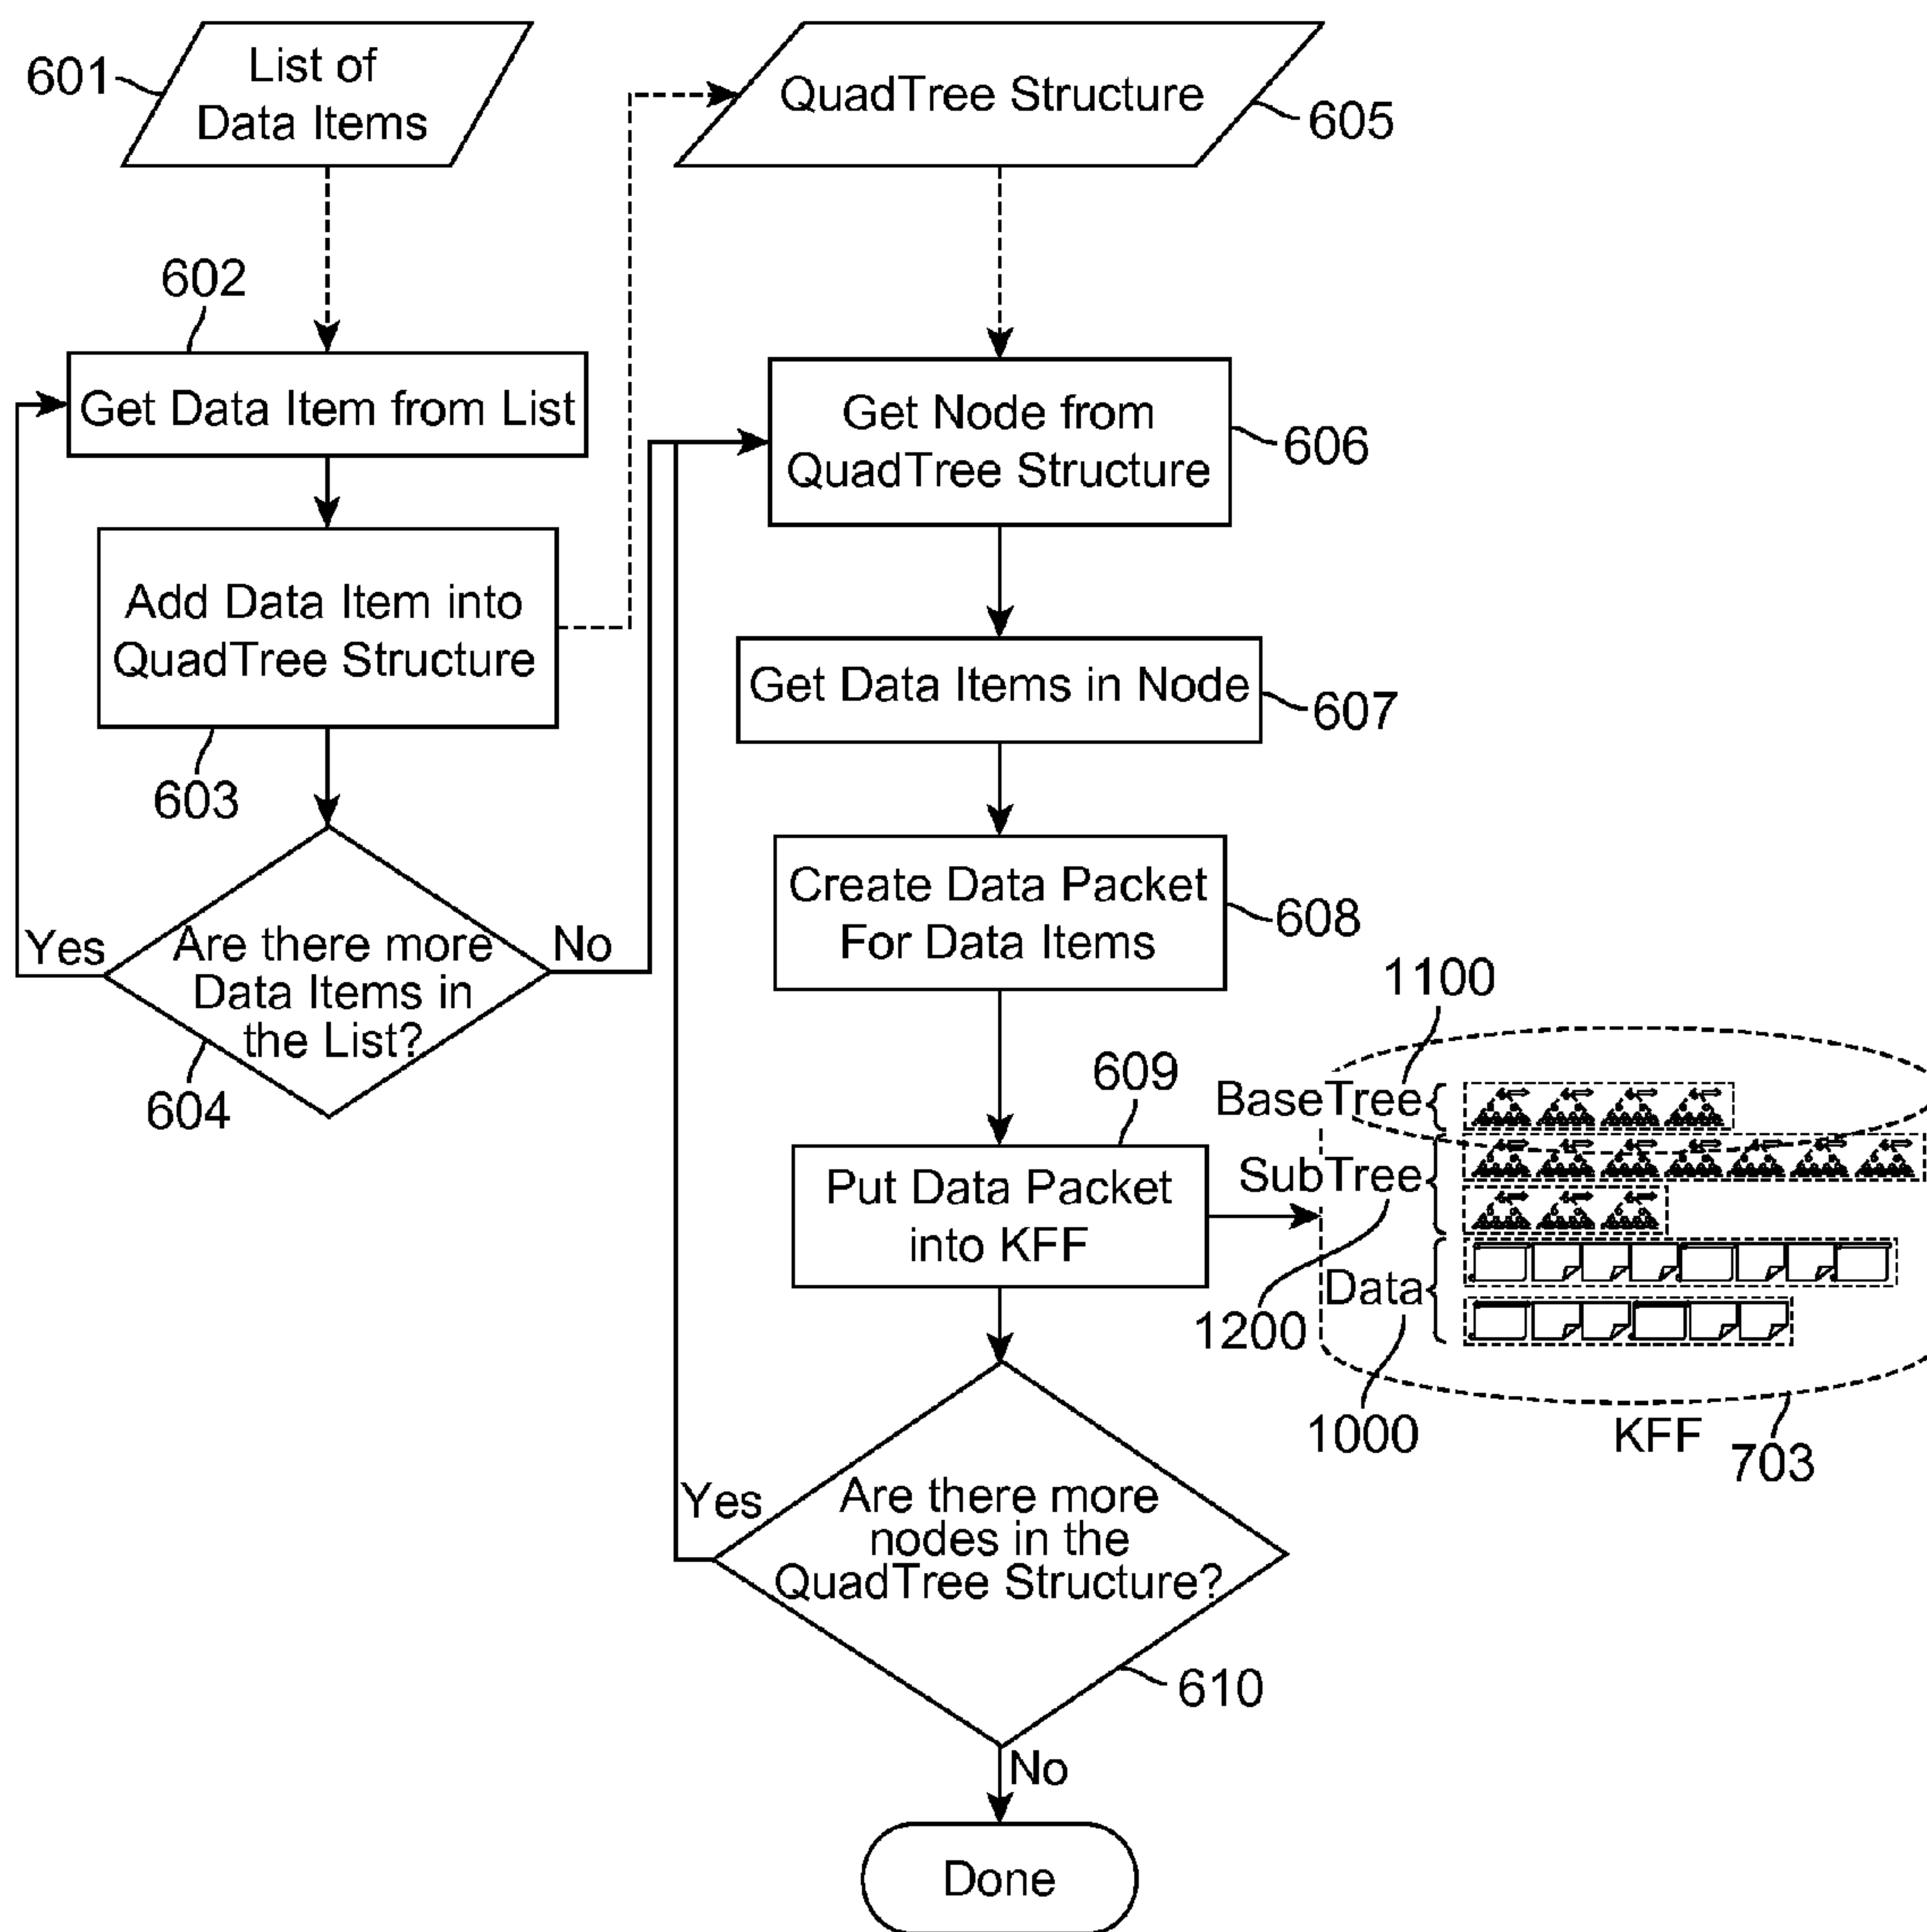 601
List of
Data Items
QuadTree Structure
605
602
Get Data Item from List
Get Node from
QuadTree Structure
606
Add Data Item into
QuadTree Structure
603
Get Data Items in Node
607
Yes
Are there more
Data Items in
the List?
No
604
Create Data Packet
For Data Items
608
1100
609
BaseTree
Put Data Packet
into KFF
SubTree
Data
1200
1000
KFF
703
Yes
Are there more
nodes in the
QuadTree Structure?
610
No
Done